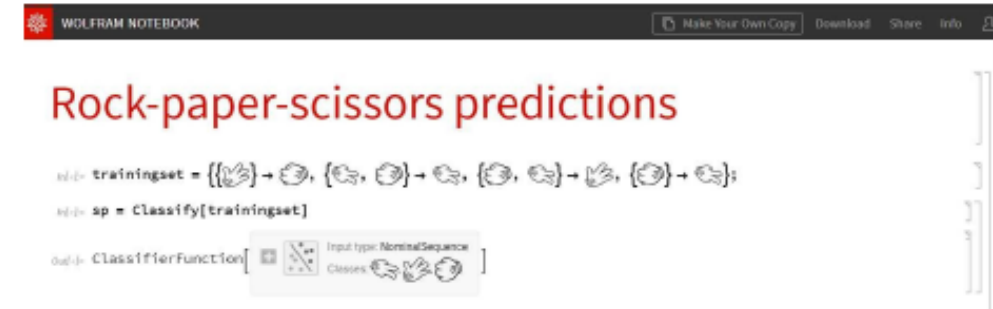 WOLFRAM NOTEBOOK Make Your Own Copy Download Share Info
Rock-paper-scissors predictions
trainingset = {{} → , {, } → , {, } → , {} → };
sp = Classify[trainingset]
Input type: NominalSequence
ClassifierFunction[ ]
Classes: